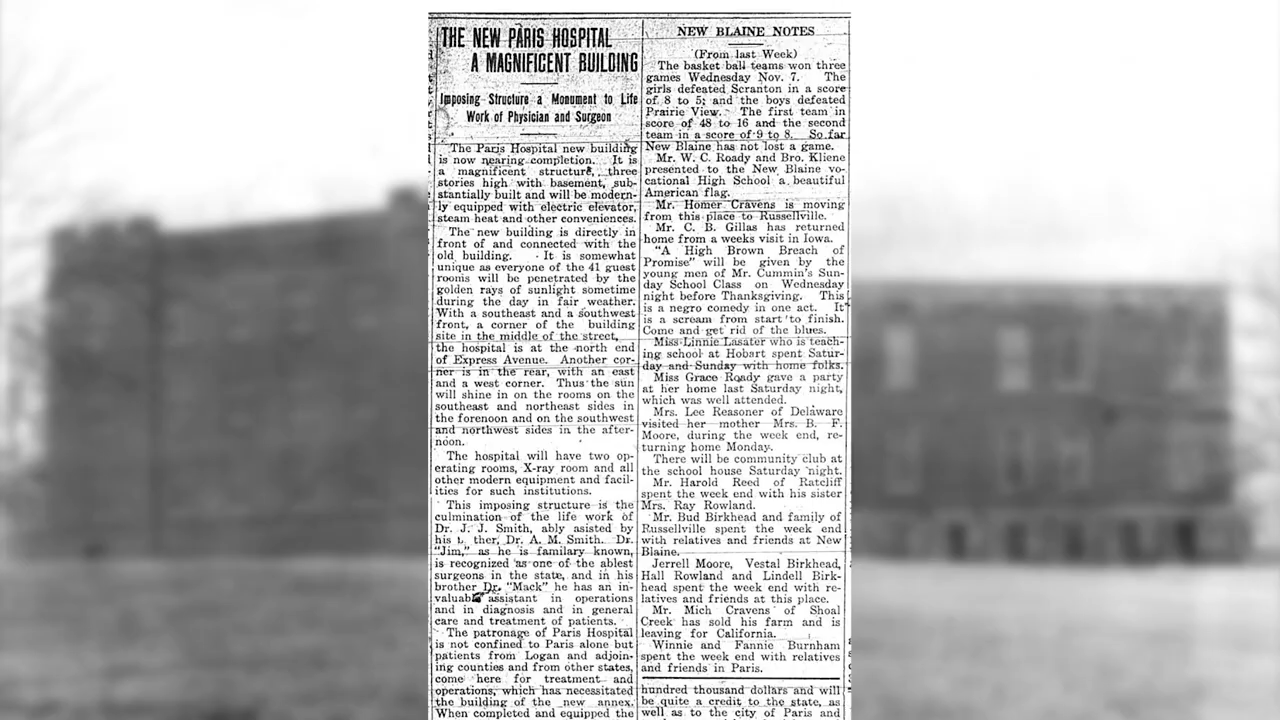 THE NEW PARIS HOSPITAL
A MAGNIFICENT BUILDING
Imposing Structure a Monument to Life
Work of Physician and Surgeon
The Paris Hospital new building
is now nearing completion. It is
a magnificent structure, three
stories high with basement, sub-
stantially built and will be modern-
ly equipped with electric elevator,
steam heat and other conveniences.
The new building is directly in
front of and connected with the
old building. It is somewhat
unique as everyone of the 41 guest
rooms will be penetrated by the
golden rays of sunlight sometime
during the day in fair weather.
With a southeast and a southwest
front, a corner of the building
site in the middle of the street,
the hospital is at the north end
of Express Avenue. Another cor-
ner is in the rear, with an east
and a west corner. Thus the sun
will shine in on the rooms on the
southeast and northeast sides in
the forenoon and on the southwest
and northwest sides in the after-
noon.
The hospital will have two op-
erating rooms, X-ray room and all
other modern equipment and facil-
ities for such institutions.
This imposing structure is the
culmination of the life work of
Dr. J. J. Smith, ably asisted by
his ther, Dr. A. M. Smith. Dr.
"Jim," as he is familary known,
is recognized as one of the ablest
surgeons in the state, and in his
brother Dr. "Mack" he has an in-
valuab assistant in operations
and in diagnosis and in general
care and treatment of patients.
The patronage of Paris Hospital
is not confined to Paris alone but
patients from Logan and adjoin-
ing counties and from other states,
come here for treatment and
operations, which has necessitated
the building of the new annex.
When completed and equipped the
NEW BLAINE NOTES
(From last Week)
The basket ball teams won three
games Wednesday Nov. 7. The
girls defeated Scranton in a score
of 8 to 5; and the boys defeated
Prairie View. The first team in
score of 48 to 16 and the second
team in a score of 9 to 8. So far
New Blaine has not lost a game.
Mr. W. C. Roady and Bro. Kliene
presented to the New Blaine vo-
cational High School a beautiful
American flag.
Mr. Homer Cravens is moving
from this place to Russellville.
Mr. C. B. Gillas has returned
home from a weeks visit in Iowa.
"A High Brown Breach of
Promise" will be given by the
young men of Mr. Cummin's Sun-
day School Class on Wednesday
night before Thanksgiving. This
is a negro comedy in one act. It
is a scream from start to finish.
Come and get rid of the blues.
Miss Linnie Lasater who is teach-
ing school at Hobart spent Satur-
day and Sunday with home folks.
Miss Grace Roady gave a party
at her home last Saturday night,
which was well attended.
Mrs. Lee Reasoner of Delaware
visited her mother Mrs. B. F.
Moore, during the week end, re-
turning home Monday.
There will be community club at
the school house Saturday night.
Mr. Harold Reed of Ratcliff
spent the week end with his sister
Mrs. Ray Rowland.
Mr. Bud Birkhead and family of
Russellville spent the week end
with relatives and friends at New
Blaine.
Jerrell Moore, Vestal Birkhead,
Hall Rowland and Lindell Birk-
head spent the week end with re-
latives and friends at this place.
Mr. Mich Cravens of Shoal
Creek has sold his farm and is
leaving for California.
Winnie and Fannie Burnham
spent the week end with relatives
and friends in Paris.
hundred thousand dollars and will
be quite a credit to the state, as
well as to the city of Paris and